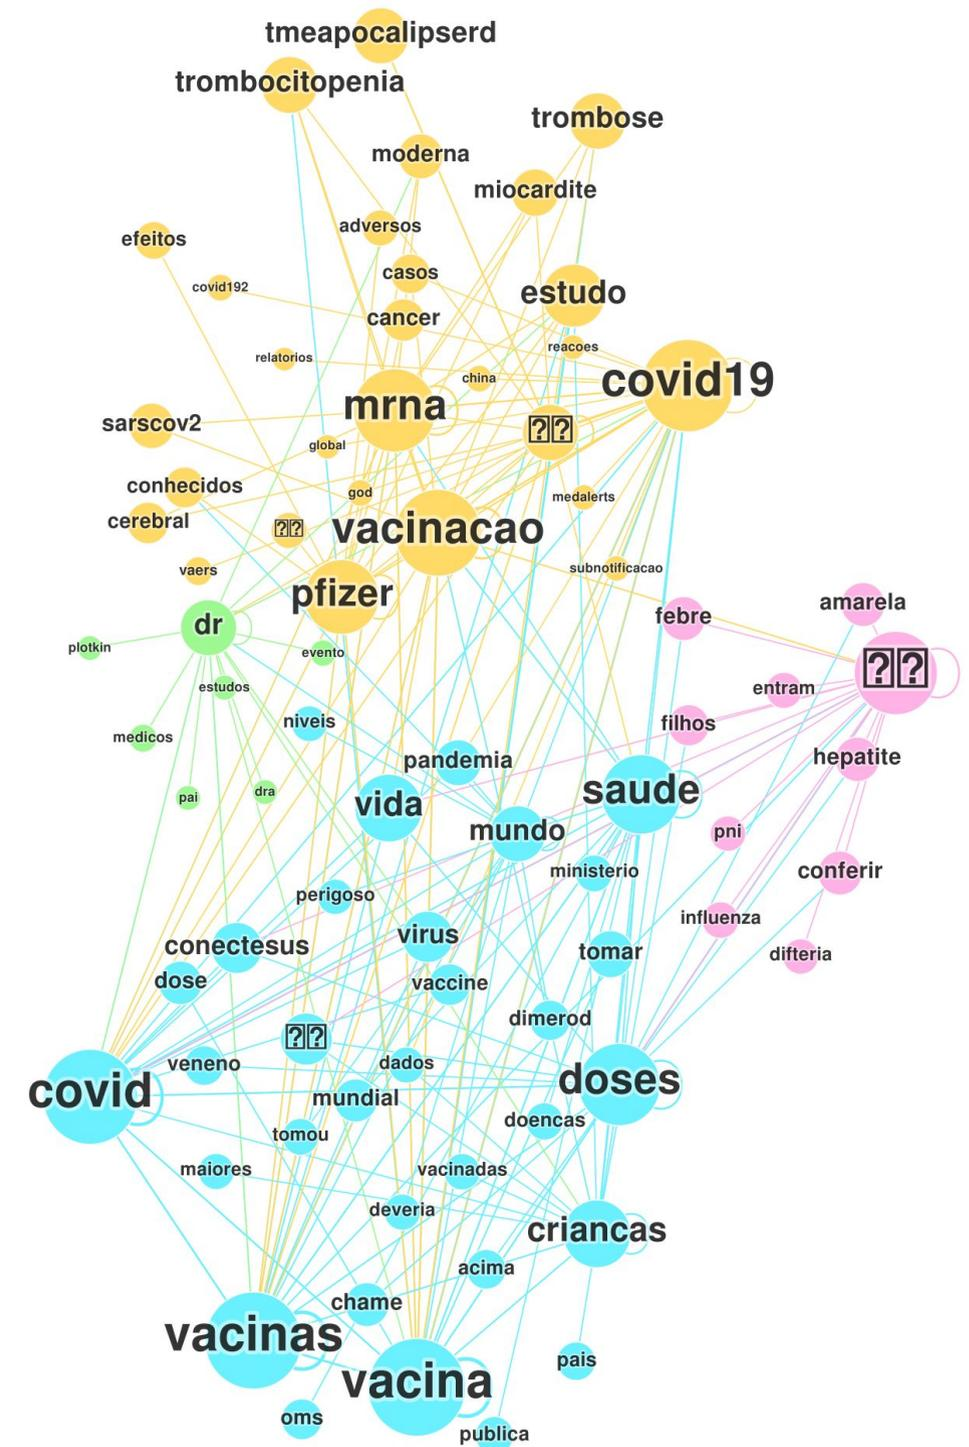 tmeapocalipserd
trombocitopenia
trombose
moderna
miocardite
adversos
efeitos
casos
covid192
estudo
cancer
reacoes
relatorios
china
covid19
mrna
sarscov2
global
conhecidos
god
medalerts
cerebral
vacinacao
vaers
subnotificacao
pfizer
amarela
febre
dr
plotkin
evento
estudos
entram
niveis
filhos
medicos
pandemia
hepatite
pai
dra
vida
saude
mundo
pni
ministerio
conferir
perigoso
influenza
virus
conectesus
tomar
difteria
dose
vaccine
dimerod
veneno
dados
covid
doses
mundial
doencas
tomou
maiores
vacinadas
deveria
criancas
acima
chame
vacinas
pais
vacina
oms
publica